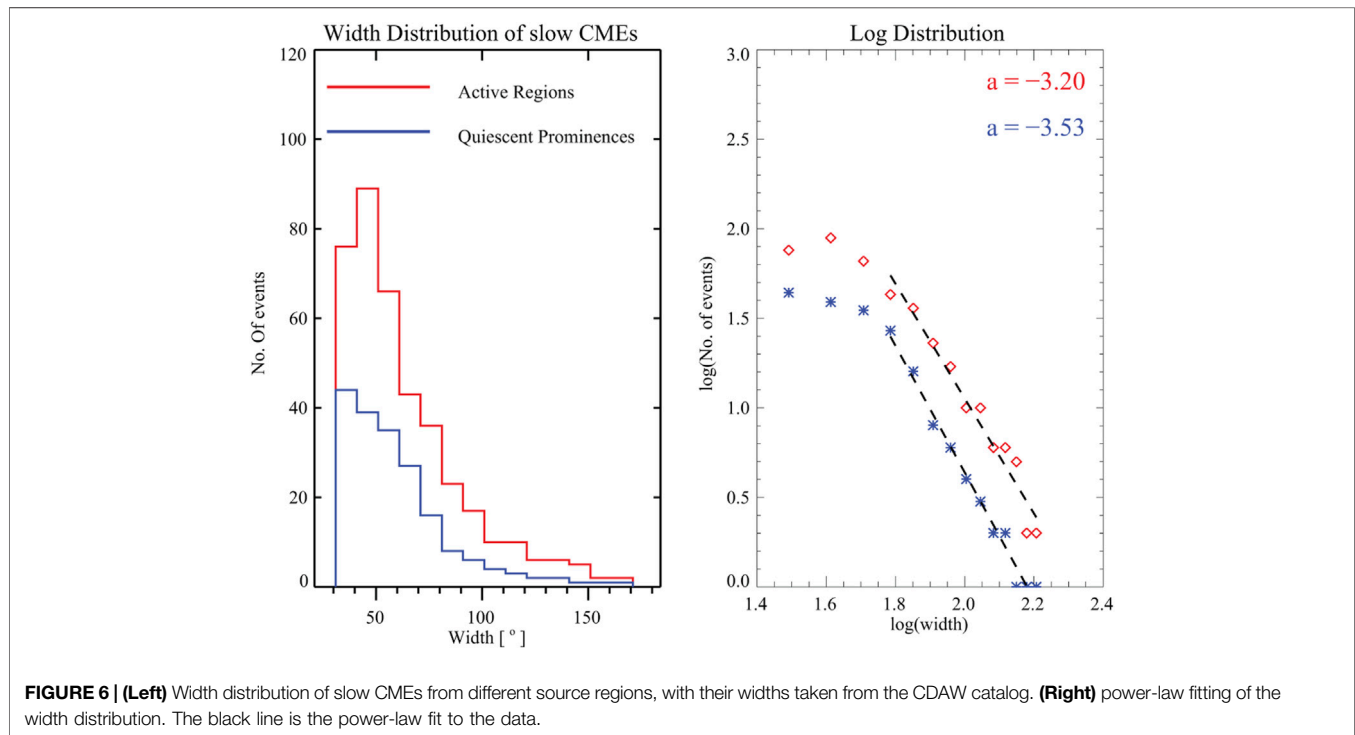 Width Distribution of slow CMEs
120
100
80
60
40
20
0
No. Of events
Active Regions
Quiescent Prominences
50 100 150
Width [ ° ]
Log Distribution
3.0
2.5
2.0
1.5
1.0
0.5
0.0
log(No. of events)
a = −3.20
a = −3.53
1.4 1.6 1.8 2.0 2.2 2.4
log(width)
FIGURE 6 | (Left) Width distribution of slow CMEs from different source regions, with their widths taken from the CDAW catalog. (Right) power-law fitting of the
width distribution. The black line is the power-law fit to the data.